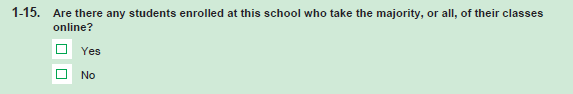 1-15. Are there any students enrolled at this school who take the majority, or all, of their classes
online?
Yes
No